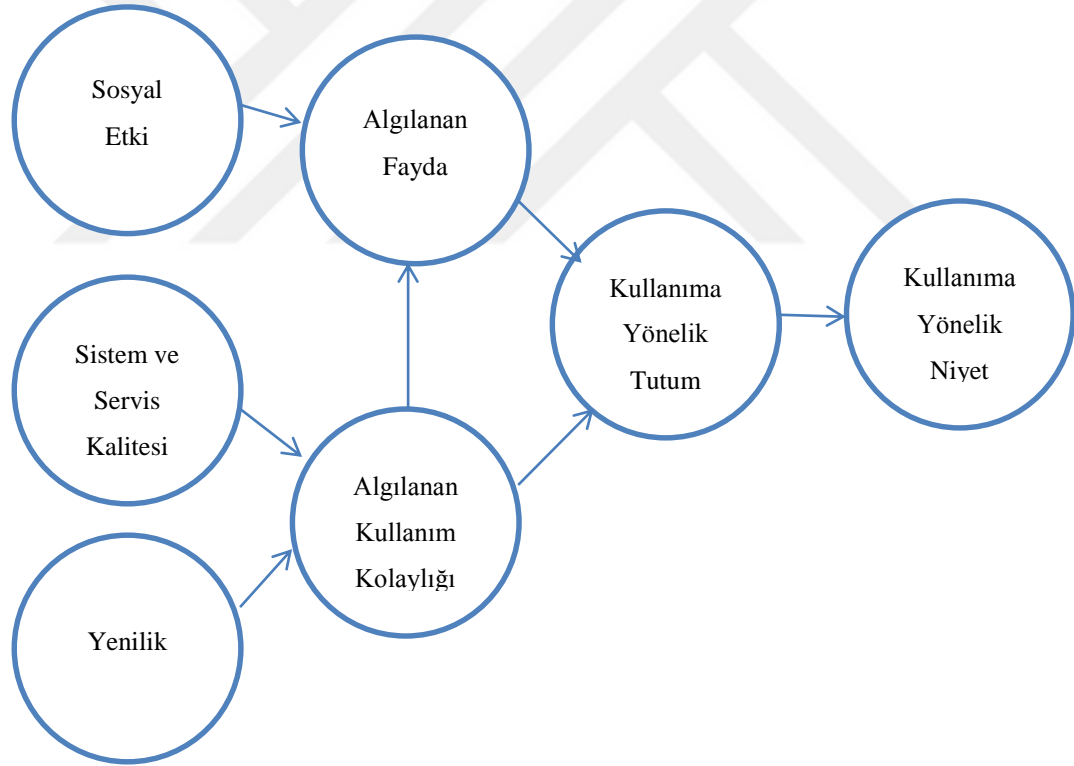 Sosyal
Etki
Algılanan
Fayda
Kullanıma
Yönelik
Tutum
Kullanıma
Yönelik
Niyet
Sistem ve
Servis
Kalitesi
Algılanan
Kullanım
Kolaylığı
Yenilik